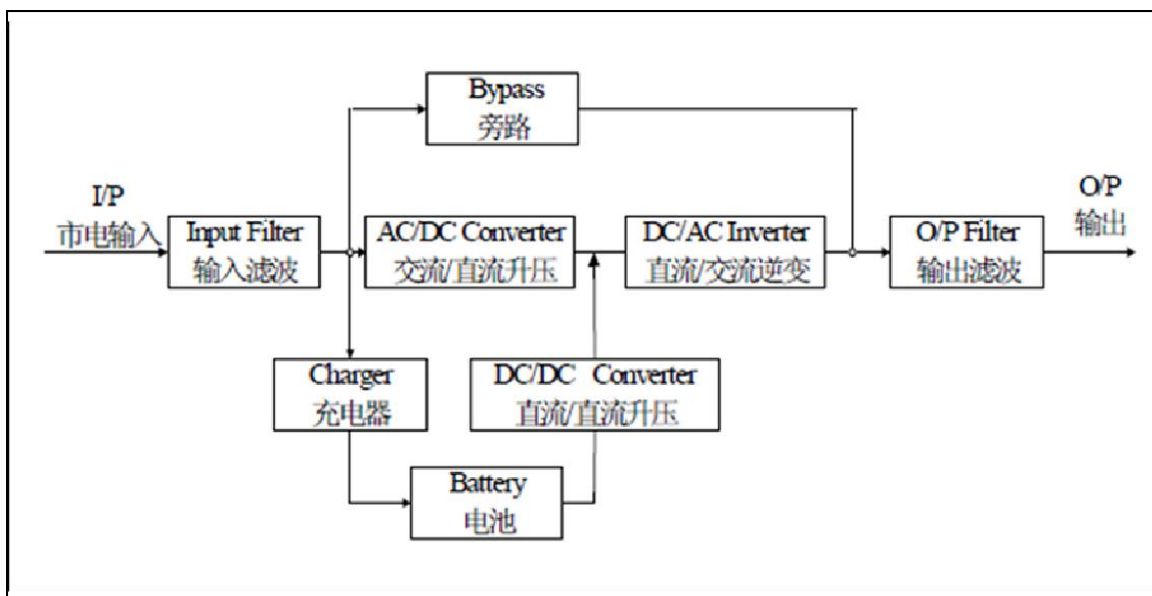 Bypass
旁路
I/P
市电输入
O/P
输出
Input Filter
输入滤波
AC/DC Converter
交流/直流升压
DC/AC Inverter
直流/交流逆变
O/P Filter
输出滤波
Charger
充电器
DC/DC Converter
直流/直流升压
Battery
电池